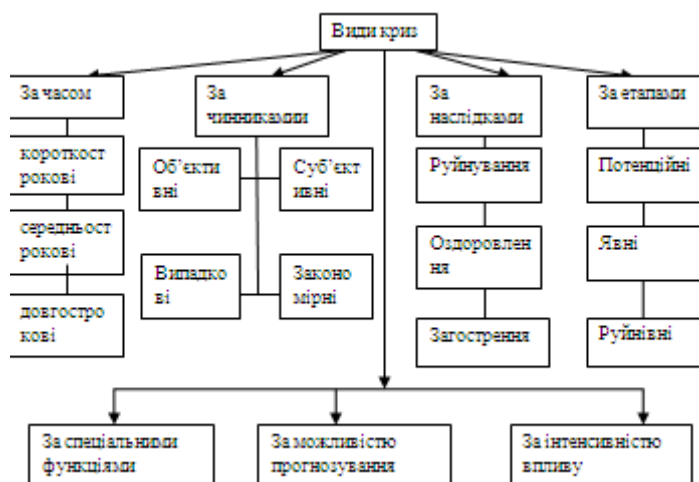 Види криз
За часом
За
чинникамии
За
наслідками
За етапами
короткост
рокові
Об’єкти
вні
Суб’єкт
ивні
Руйнування
Потенційні
середньост
рокові
Випадко
ві
Законо
мірні
Оздоровлен
ня
Явні
довгостро
кові
Загострення
Руйнівні
За спеціальними
функціями
За можливістю
прогнозування
За інтенсивністю
впливу